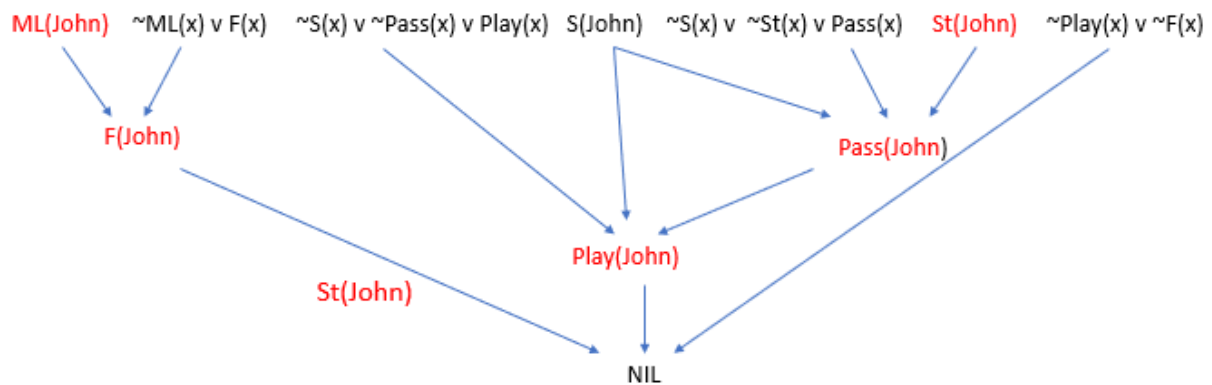 ML(John) ~ML(x) v F(x) ~S(x) v ~Pass(x) v Play(x) S(John) ~S(x) v ~St(x) v Pass(x) St(John) ~Play(x) v ~F(x)
F(John)
Pass(John)
Play(John)
St(John)
NIL